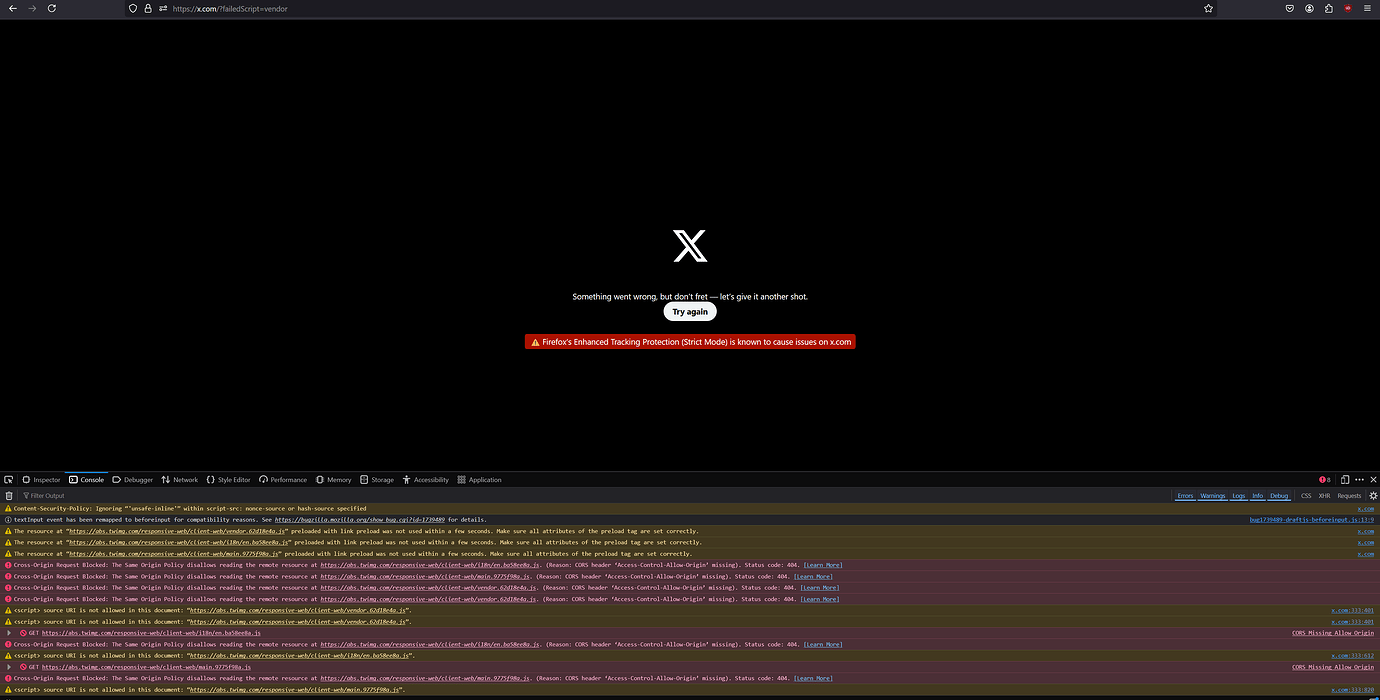 https://x.com/?failedScript=vendor
Something went wrong, but don't fret — let's give it another shot.
Try again
⚠ Firefox's Enhanced Tracking Protection (Strict Mode) is known to cause issues on x.com
Inspector Console Debugger Network Style Editor Performance Memory Storage Accessibility Application 8
Filter Output Errors Warnings Logs Info Debug CSS XHR Requests
Content-Security-Policy: Ignoring "'unsafe-inline'" within script-src: nonce-source or hash-source specified x.com
textInput event has been remapped to beforeinput for compatibility reasons. See https://bugzilla.mozilla.org/show_bug.cgi?id=1739489 for details. bug1739489-draftjs-beforeinput.js:13:9
The resource at "https://abs.twimg.com/responsive-web/client-web/vendor.62d18e4a.js" preloaded with link preload was not used within a few seconds. Make sure all attributes of the preload tag are set correctly. x.com
The resource at "https://abs.twimg.com/responsive-web/client-web/i18n/en.ba58ee8a.js" preloaded with link preload was not used within a few seconds. Make sure all attributes of the preload tag are set correctly. x.com
The resource at "https://abs.twimg.com/responsive-web/client-web/main.9775f98a.js" preloaded with link preload was not used within a few seconds. Make sure all attributes of the preload tag are set correctly. x.com
Cross-Origin Request Blocked: The Same Origin Policy disallows reading the remote resource at https://abs.twimg.com/responsive-web/client-web/i18n/en.ba58ee8a.js. (Reason: CORS header 'Access-Control-Allow-Origin' missing). Status code: 404. [Learn More]
Cross-Origin Request Blocked: The Same Origin Policy disallows reading the remote resource at https://abs.twimg.com/responsive-web/client-web/main.9775f98a.js. (Reason: CORS header 'Access-Control-Allow-Origin' missing). Status code: 404. [Learn More]
Cross-Origin Request Blocked: The Same Origin Policy disallows reading the remote resource at https://abs.twimg.com/responsive-web/client-web/vendor.62d18e4a.js. (Reason: CORS header 'Access-Control-Allow-Origin' missing). Status code: 404. [Learn More]
Cross-Origin Request Blocked: The Same Origin Policy disallows reading the remote resource at https://abs.twimg.com/responsive-web/client-web/vendor.62d18e4a.js. (Reason: CORS header 'Access-Control-Allow-Origin' missing). Status code: 404. [Learn More]
<script> source URI is not allowed in this document: "https://abs.twimg.com/responsive-web/client-web/vendor.62d18e4a.js". x.com:333:401
<script> source URI is not allowed in this document: "https://abs.twimg.com/responsive-web/client-web/vendor.62d18e4a.js". x.com:333:401
GET https://abs.twimg.com/responsive-web/client-web/i18n/en.ba58ee8a.js CORS Missing Allow Origin
Cross-Origin Request Blocked: The Same Origin Policy disallows reading the remote resource at https://abs.twimg.com/responsive-web/client-web/i18n/en.ba58ee8a.js. (Reason: CORS header 'Access-Control-Allow-Origin' missing). Status code: 404. [Learn More]
<script> source URI is not allowed in this document: "https://abs.twimg.com/responsive-web/client-web/i18n/en.ba58ee8a.js". x.com:333:612
GET https://abs.twimg.com/responsive-web/client-web/main.9775f98a.js CORS Missing Allow Origin
Cross-Origin Request Blocked: The Same Origin Policy disallows reading the remote resource at https://abs.twimg.com/responsive-web/client-web/main.9775f98a.js. (Reason: CORS header 'Access-Control-Allow-Origin' missing). Status code: 404. [Learn More]
<script> source URI is not allowed in this document: "https://abs.twimg.com/responsive-web/client-web/main.9775f98a.js". x.com:333:820